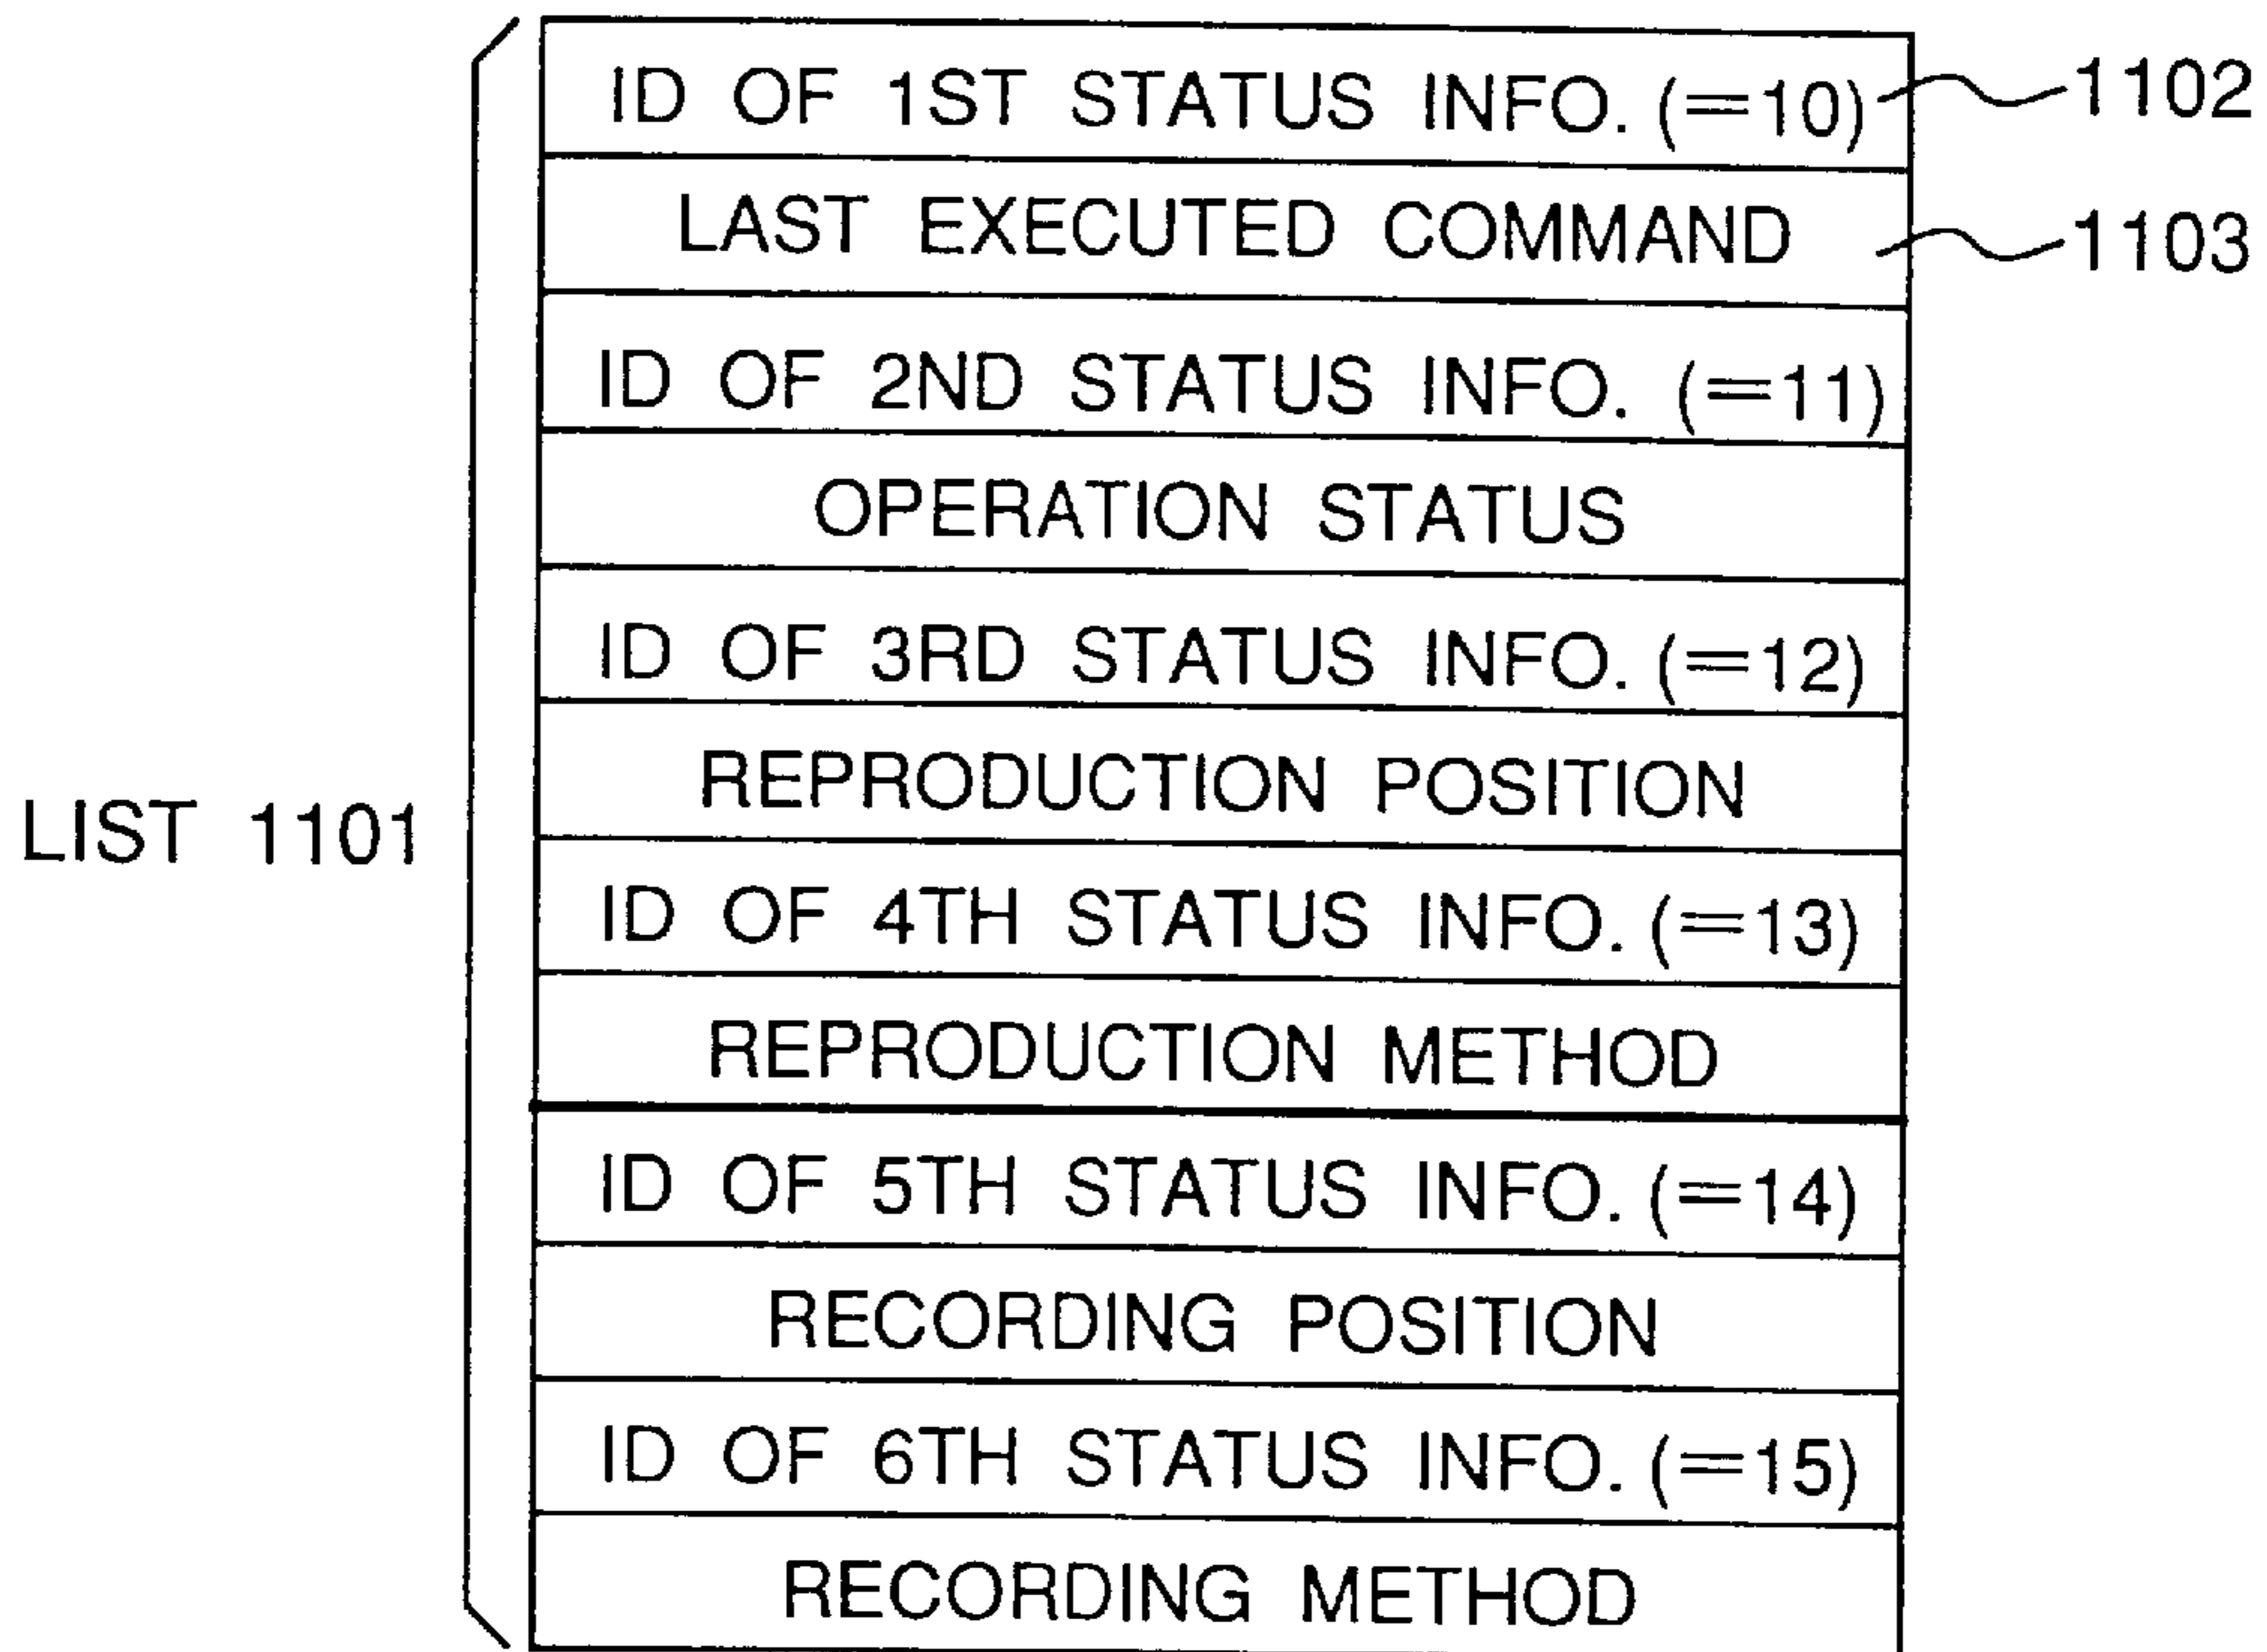 ID OF 1ST STATUS INFO. (=10) 1102
LAST EXECUTED COMMAND 1103
ID OF 2ND STATUS INFO. (=11)
OPERATION STATUS
ID OF 3RD STATUS INFO. (=12)
REPRODUCTION POSITION
LIST 1101
ID OF 4TH STATUS INFO. (=13)
REPRODUCTION METHOD
ID OF 5TH STATUS INFO. (=14)
RECORDING POSITION
ID OF 6TH STATUS INFO. (=15)
RECORDING METHOD